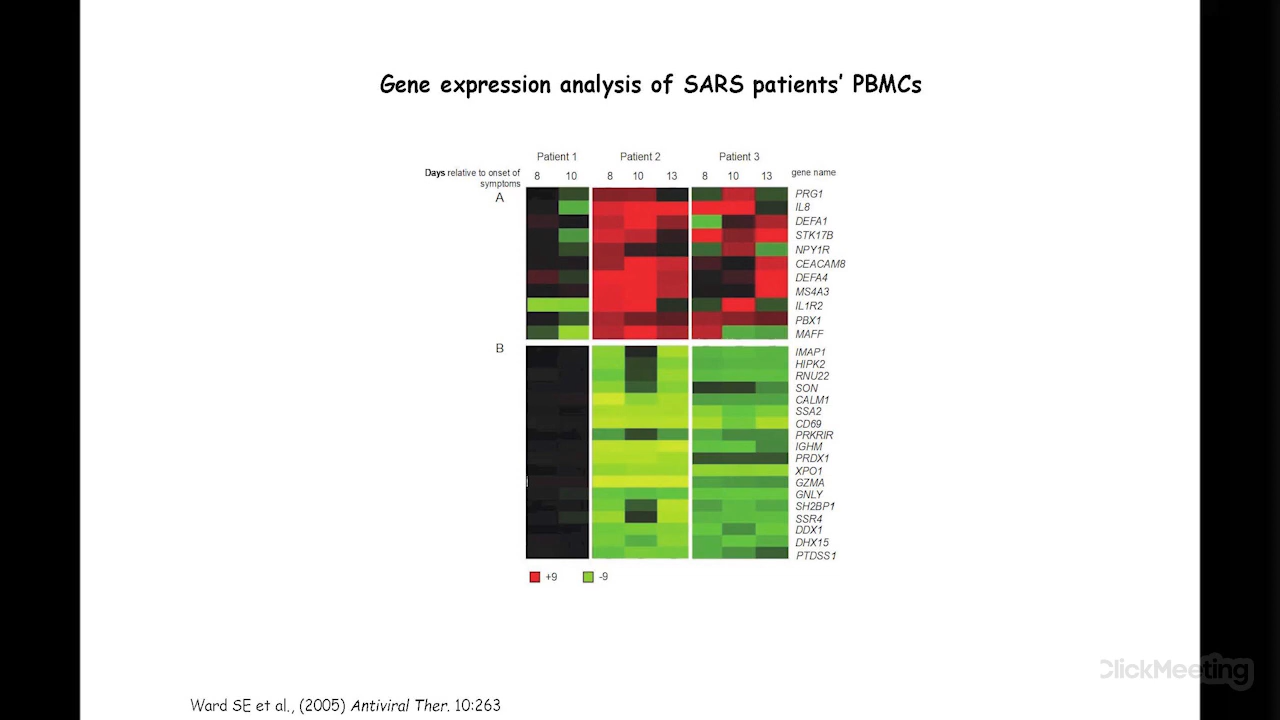 Gene expression analysis of SARS patients' PBMCs
Patient 1 Patient 2 Patient 3
Days relative to onset of symptoms 8 10 8 10 13 8 10 13 gene name
A
PRG1
IL8
DEFA1
STK17B
NPY1R
CEACAM8
DEFA4
MS4A3
IL1R2
PBX1
MAFF
B
IMAP1
HIPK2
RNU22
SON
CALM1
SSA2
CD69
PRKRIR
IGHM
PRDX1
XPO1
GZMA
GNLY
SH2BP1
SSR4
DDX1
DHX15
PTDSS1
+9 -9
ClickMeeting
Ward SE et al., (2005) Antiviral Ther. 10:263